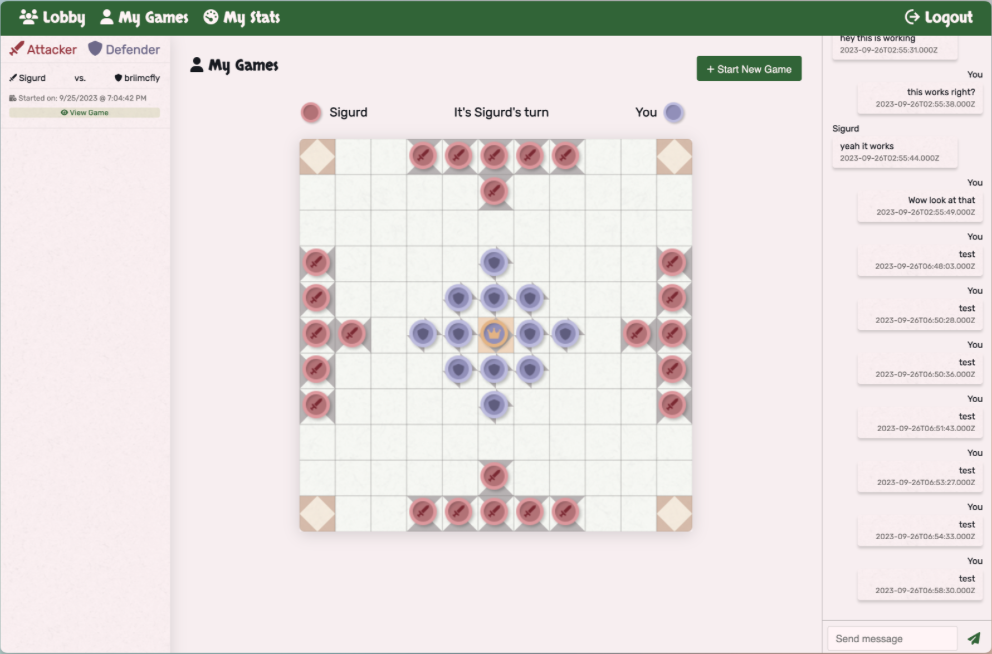 Lobby My Games My Stats Logout
Attacker Defender
Sigurd vs. briimcfly
Started on: 9/25/2023 @ 7:04:42 PM
View Game
My Games
+ Start New Game
Sigurd It's Sigurd's turn You
hey this is working
2023-09-26T02:55:31.000Z
You
this works right?
2023-09-26T02:55:38.000Z
Sigurd
yeah it works
2023-09-26T02:55:44.000Z
You
Wow look at that
2023-09-26T02:55:49.000Z
You
test
2023-09-26T06:48:03.000Z
You
test
2023-09-26T06:50:28.000Z
You
test
2023-09-26T06:50:36.000Z
You
test
2023-09-26T06:51:43.000Z
You
test
2023-09-26T06:53:27.000Z
You
test
2023-09-26T06:54:33.000Z
You
test
2023-09-26T06:58:30.000Z
Send message